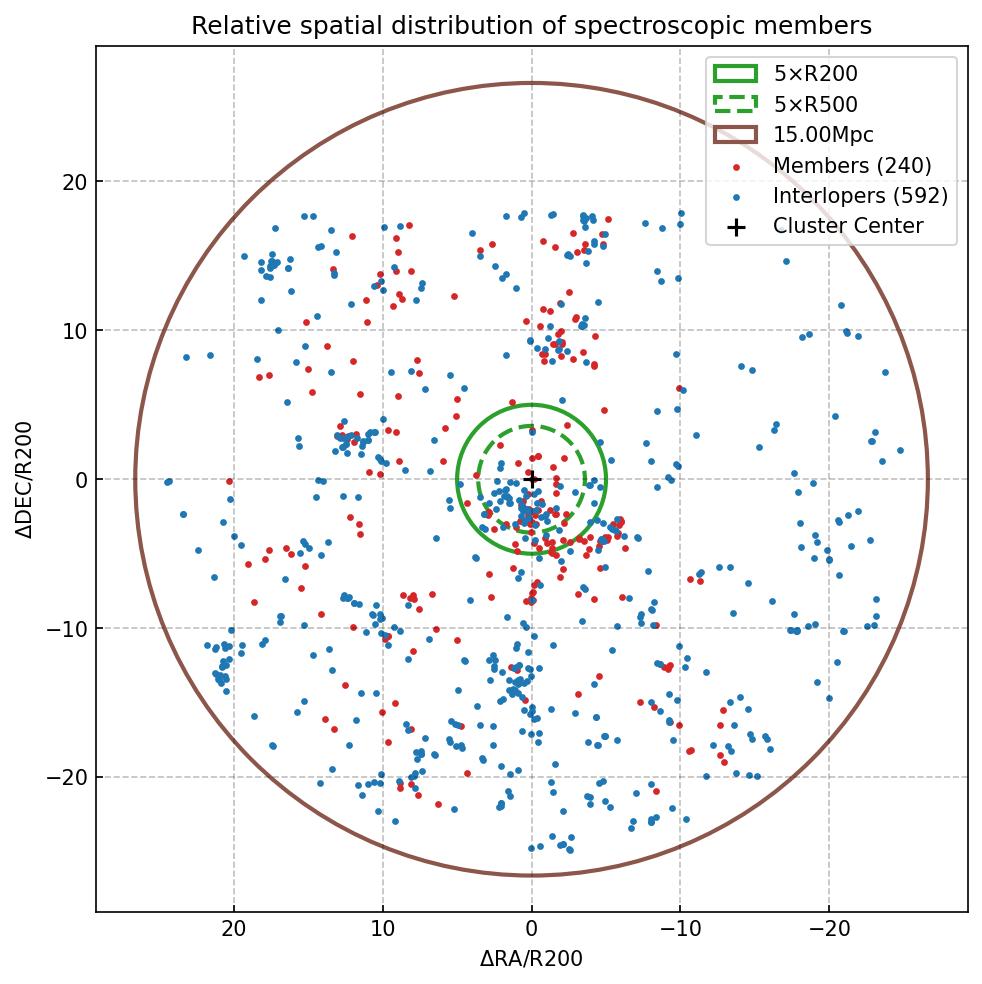 Relative spatial distribution of spectroscopic members
5×R200
5×R500
15.00Mpc
Members (240)
Interlopers (592)
Cluster Center
20
10
0
−10
−20
ΔDEC/R200
20 10 0 −10 −20
ΔRA/R200